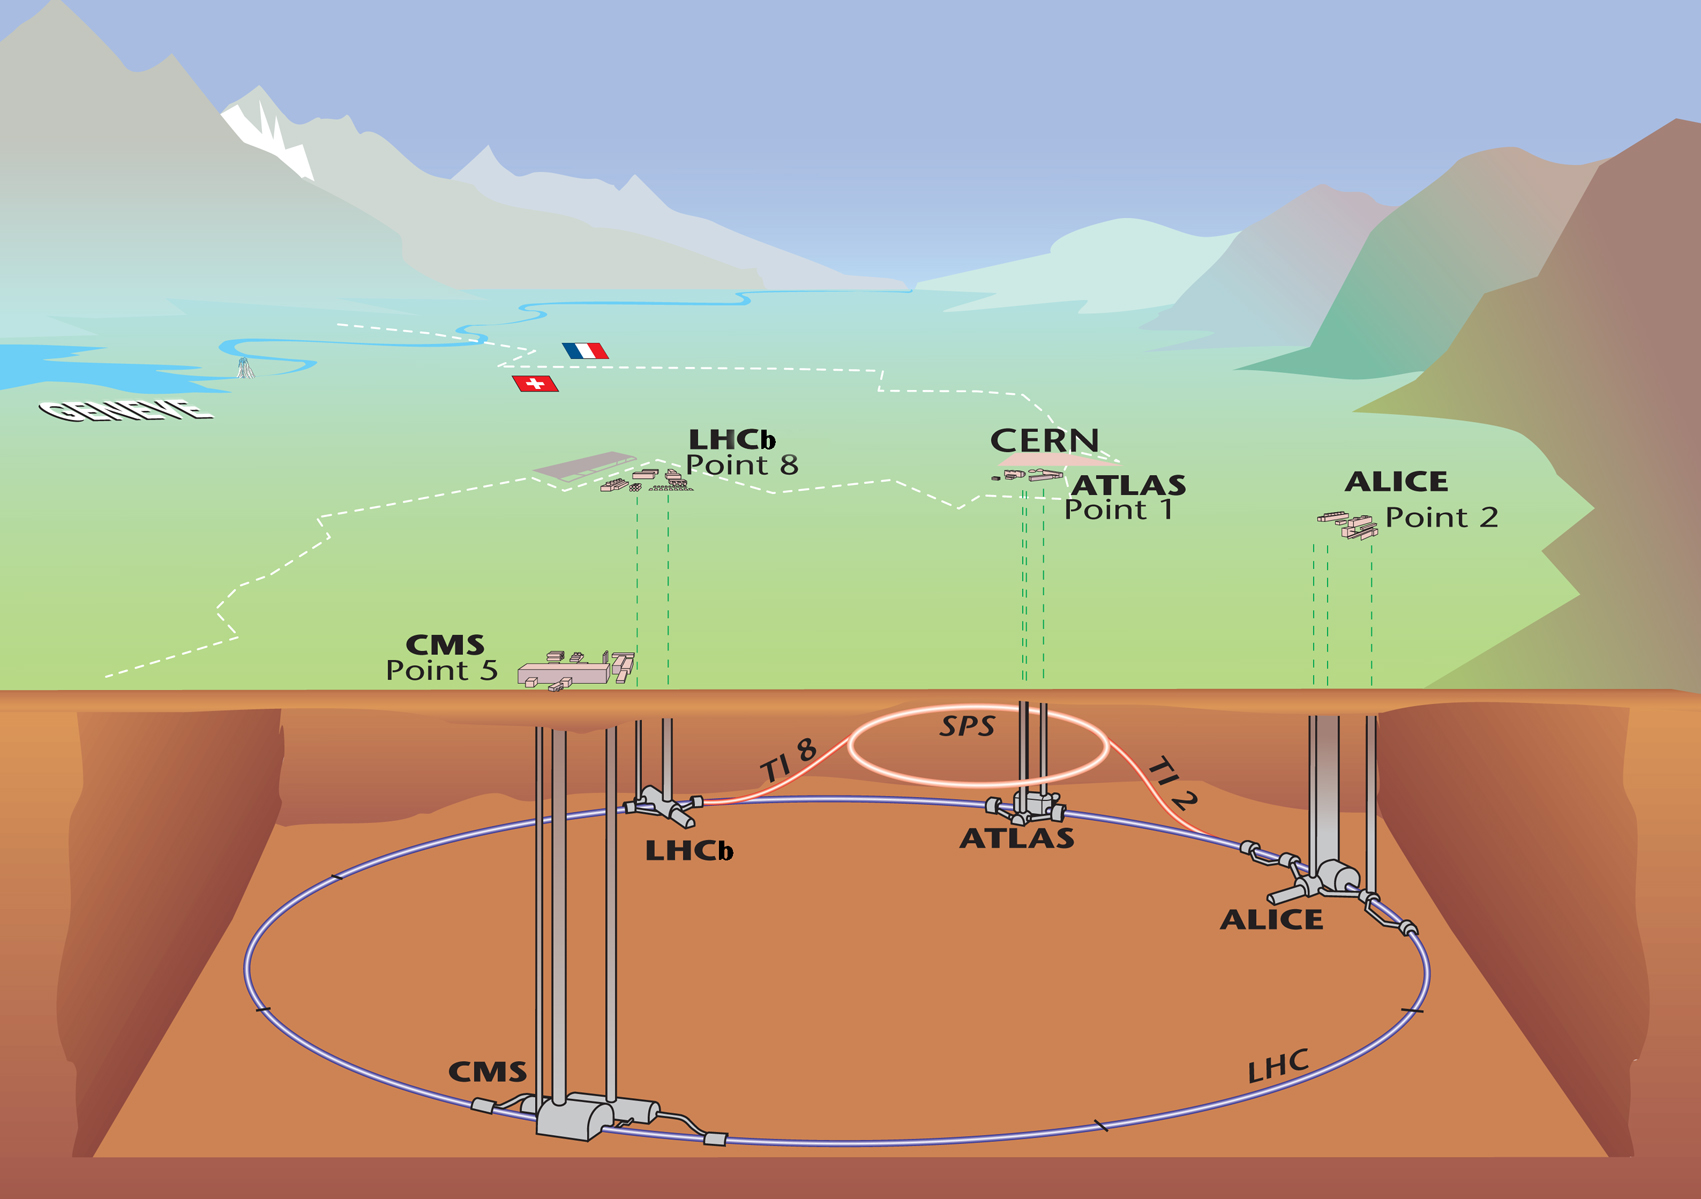 GENEVE
LHCb
Point 8
CERN
ATLAS
Point 1
ALICE
Point 2
CMS
Point 5
SPS
TI 8
TI 2
LHCb
ATLAS
ALICE
CMS
LHC